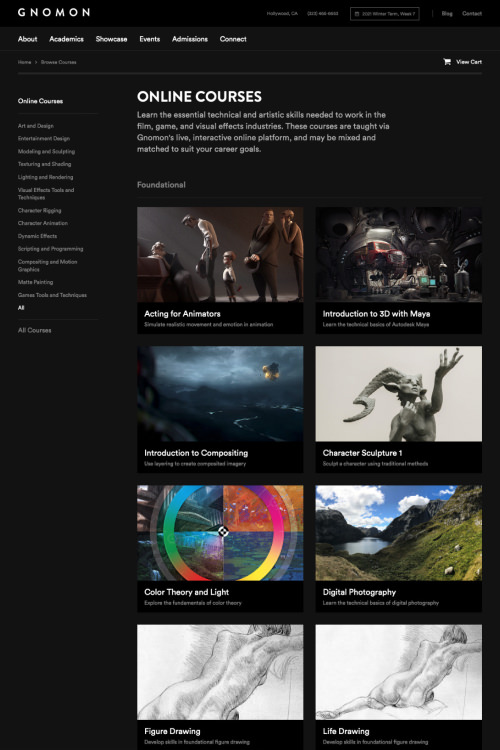 GNOMON
Hollywood, CA
2021 Winter Term, Week 7
Blog
Contact
About
Academics
Showcase
Events
Admissions
Connect
Home > Browse Courses
View Cart
Online Courses
Art and Design
Entertainment Design
Modeling and Sculpting
Texturing and Shading
Lighting and Rendering
Visual Effects Tools and
Techniques
Character Rigging
Character Animation
Dynamic Effects
Scripting and Programming
Compositing and Motion
Graphics
Matte Painting
Games Tools and Techniques
All
All Courses
ONLINE COURSES
Learn the essential technical and artistic skills needed to work in the
film, game, and visual effects industries. These courses are taught via
Gnomon's live, interactive online platform, and may be mixed and
matched to suit your career goals.
Foundational
Acting for Animators
Simulate realistic movement and emotion in animation
Introduction to 3D with Maya
Learn the technical basics of Autodesk Maya
Introduction to Compositing
Use layering to create composited imagery
Character Sculpture 1
Sculpt a character using traditional methods
Color Theory and Light
Explore the fundamentals of color theory
Digital Photography
Learn the technical basics of digital photography
Figure Drawing
Develop skills in foundational figure drawing
Life Drawing
Develop skills in foundational figure drawing